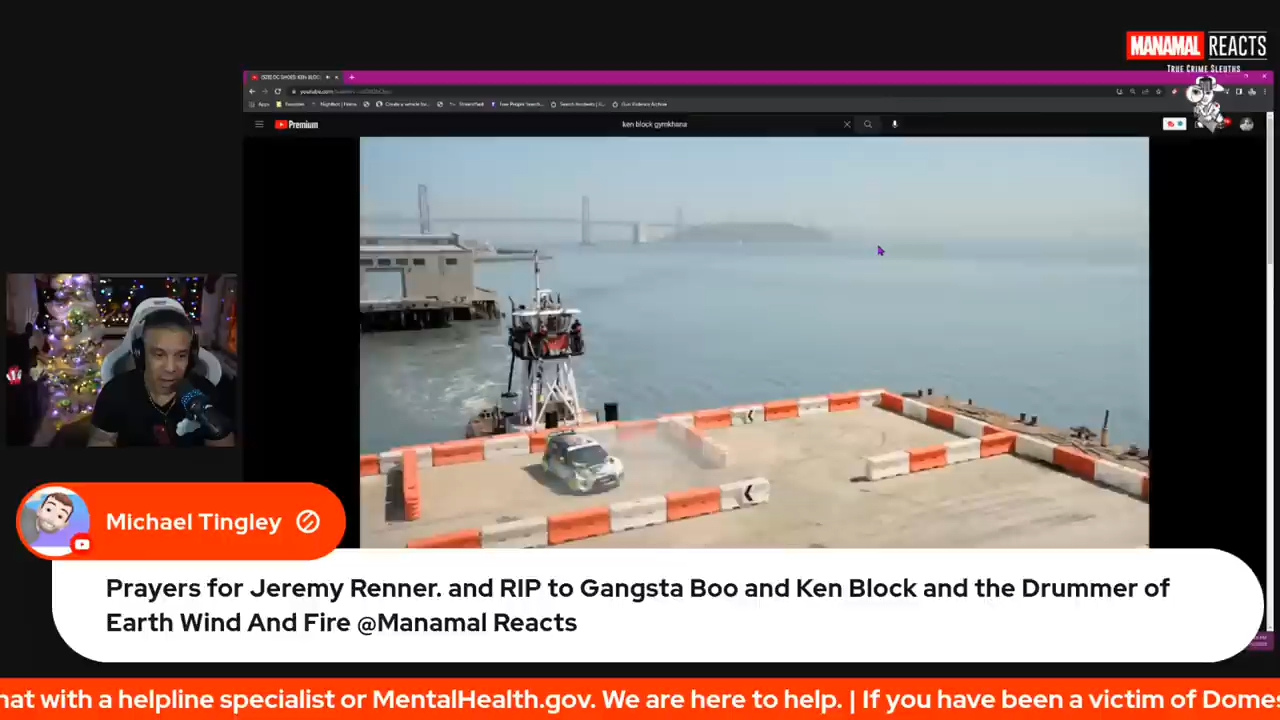 MANAMAL REACTS
TRUE CRIME SLEUTHS
Premium
ken block gymkhana
Michael Tingley
Prayers for Jeremy Renner. and RIP to Gangsta Boo and Ken Block and the Drummer of
Earth Wind And Fire @Manamal Reacts
hat with a helpline specialist or MentalHealth.gov. We are here to help. | If you have been a victim of Domes